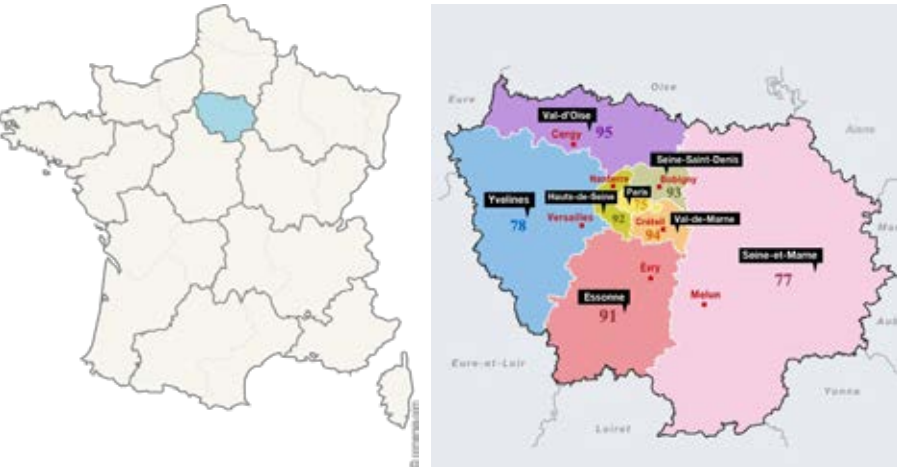 Eure
Oise
Aisne
Val-d'Oise
95
Cergy
Seine-Saint-Denis
Nanterre
Bobigny
93
Yvelines
78
Hauts-de-Seine
Paris
75
92
Versailles
Créteil
94
Val-de-Marne
Seine-et-Marne
77
Evry
Melun
Essonne
91
Eure-et-Loir
Yonne
Loiret